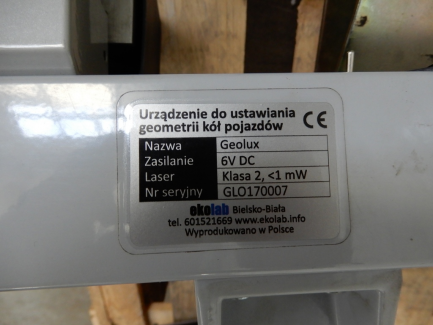 Urządzenie do ustawiania
geometrii kół pojazdów CE
Nazwa Geolux
Zasilanie 6V DC
Laser Klasa 2, <1 mW
Nr seryjny GLO170007
ekolab Bielsko-Biała
tel. 601521669 www.ekolab.info
Wyprodukowano w Polsce